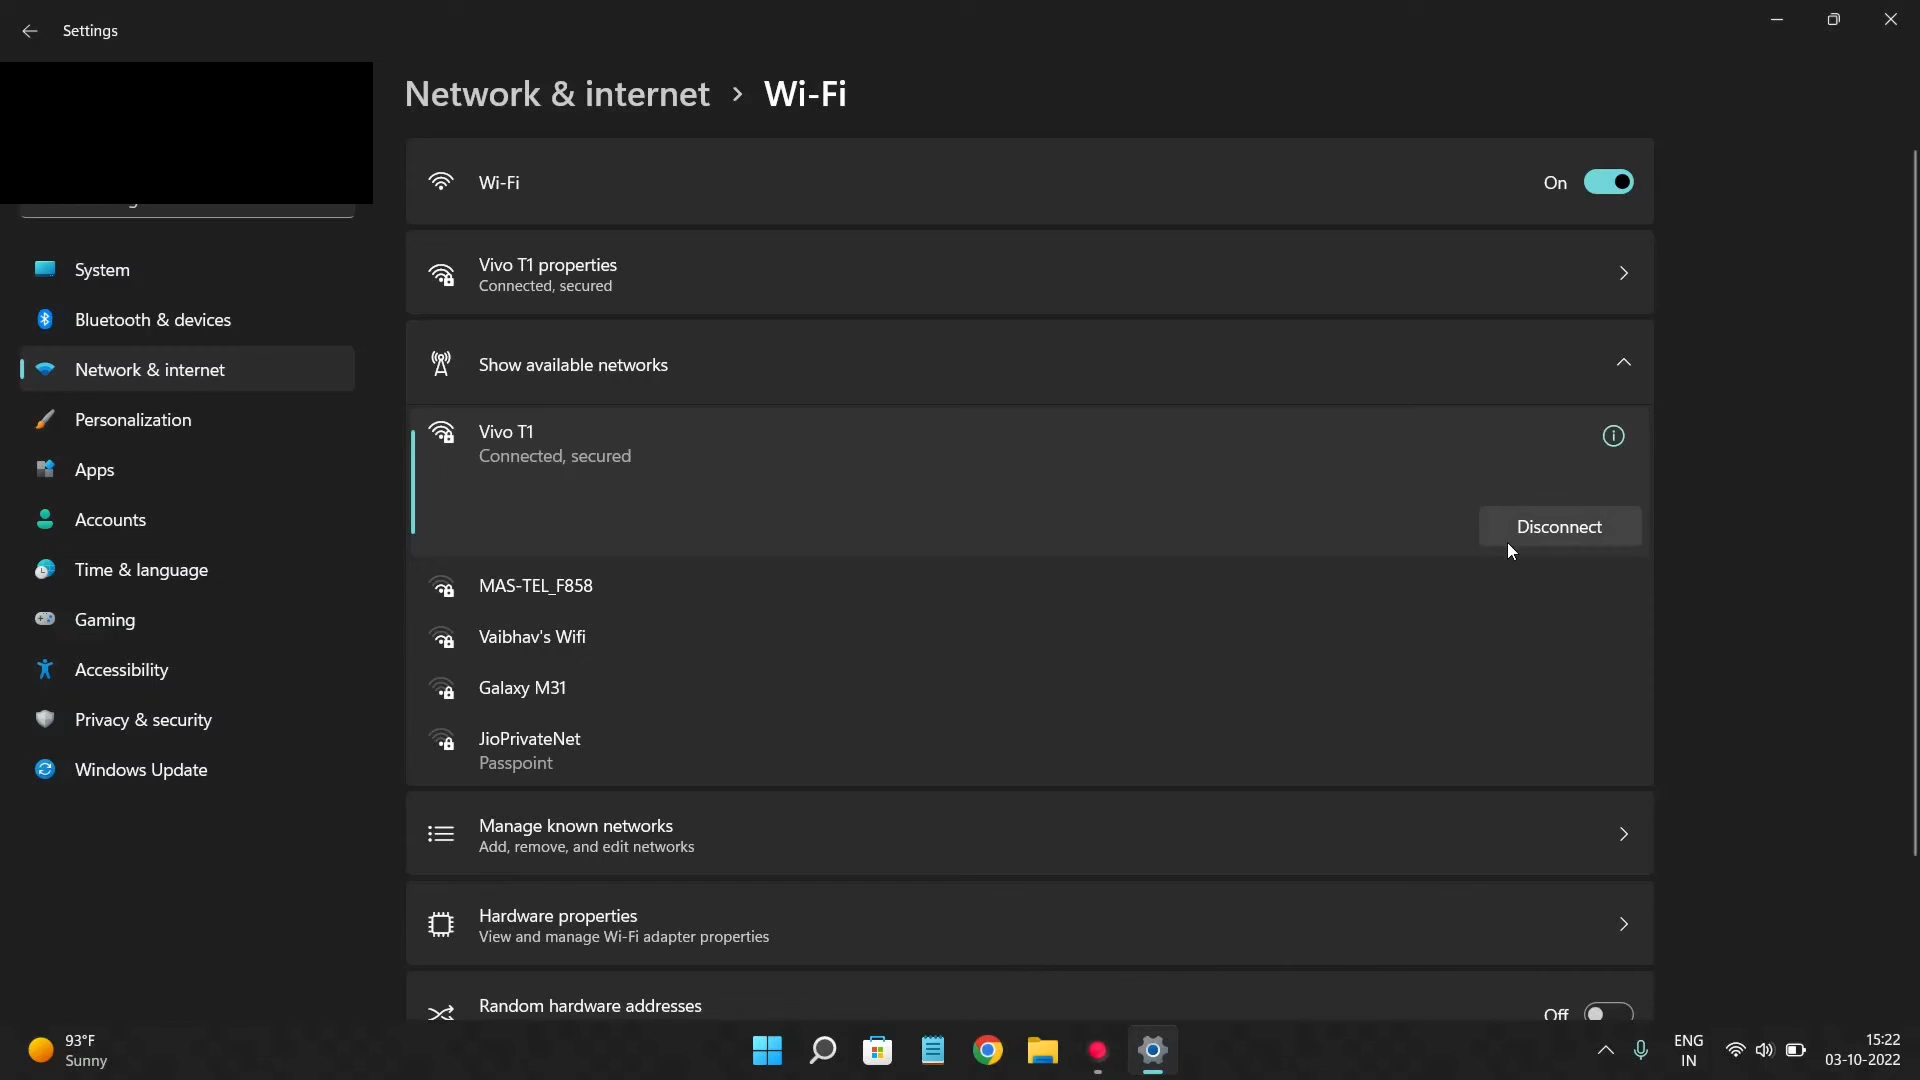 Settings
Network & internet > Wi-Fi
Wi-Fi
On
Vivo T1 properties
Connected, secured
Show available networks
Vivo T1
Connected, secured
Disconnect
MAS-TEL_F858
Vaibhav's Wifi
Galaxy M31
JioPrivateNet
Passpoint
Manage known networks
Add, remove, and edit networks
Hardware properties
View and manage Wi-Fi adapter properties
Random hardware addresses
Off
System
Bluetooth & devices
Network & internet
Personalization
Apps
Accounts
Time & language
Gaming
Accessibility
Privacy & security
Windows Update
93°F
Sunny
ENG
IN
15:22
03-10-2022